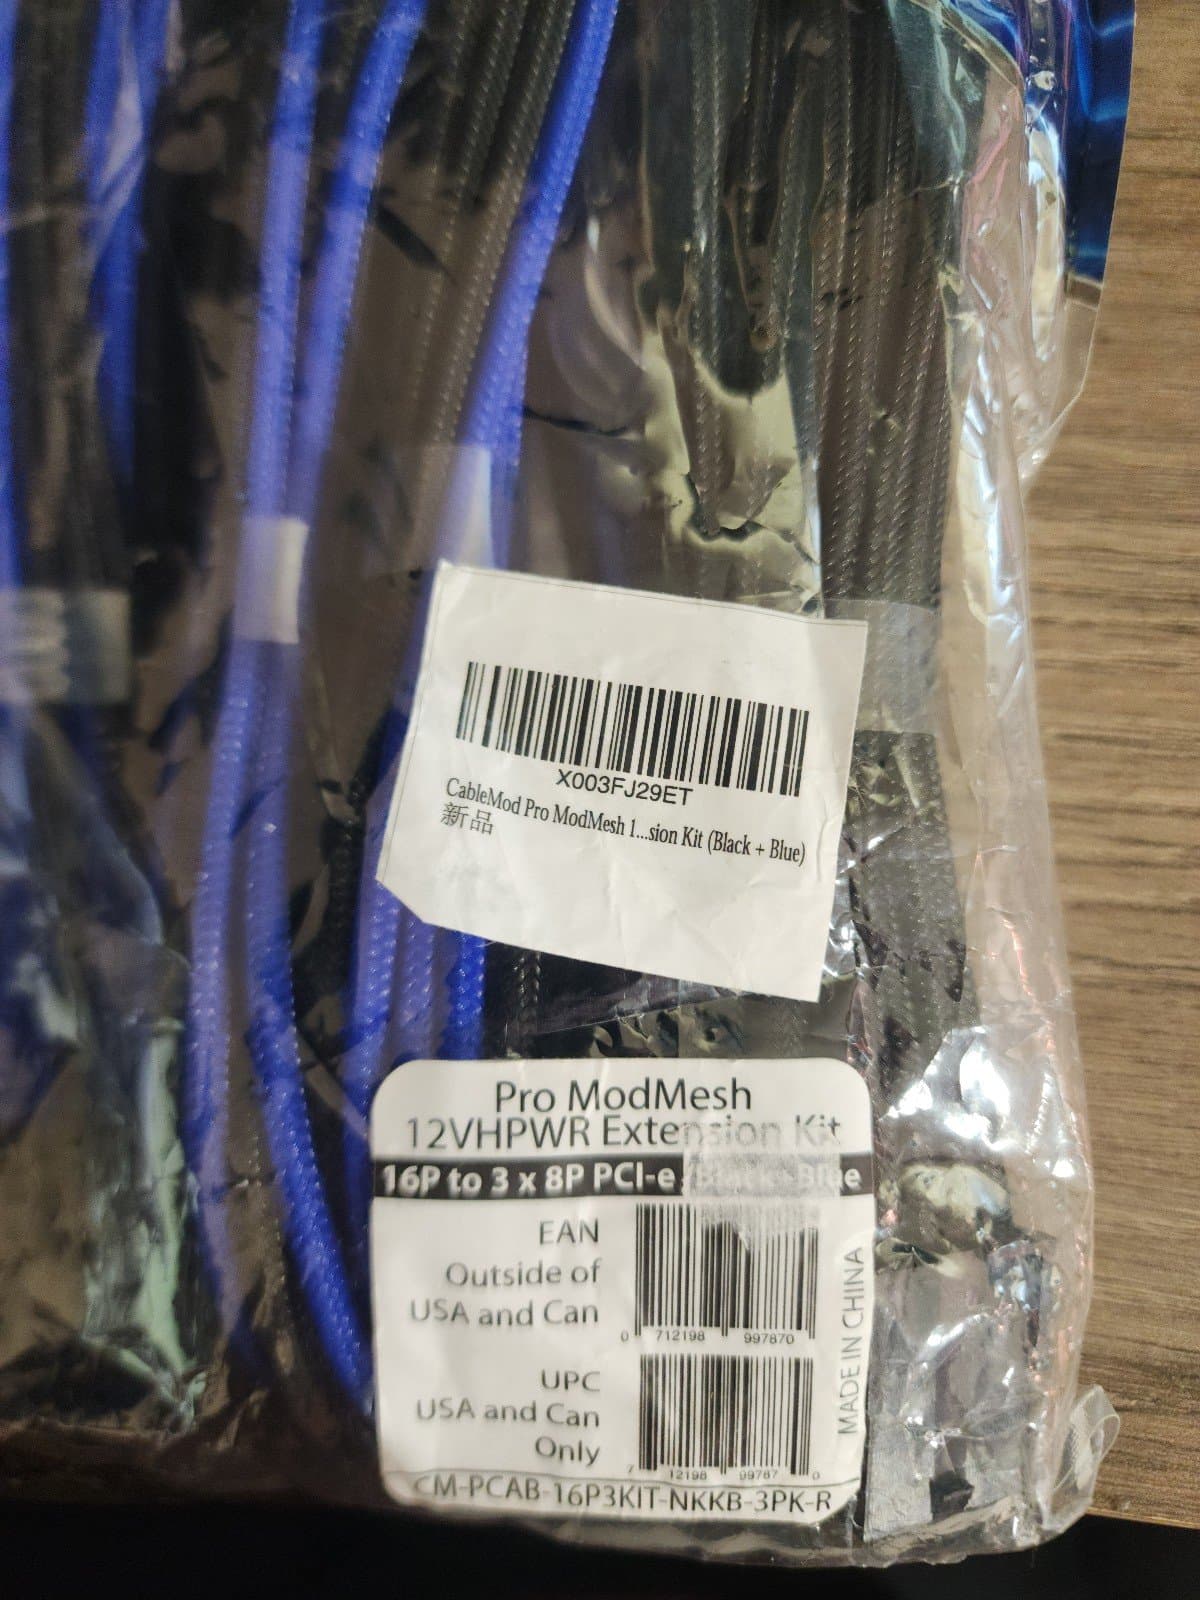 X003FJ29ET
CableMod Pro ModMesh 1...sion Kit (Black + Blue)
新品
Pro ModMesh
12VHPWR Extension Kit
16P to 3 x 8P PCI-e Black+Blue
EAN
Outside of
USA and Can
0 712198 997870
UPC
USA and Can
Only
7 12198 99787 0
MADE IN CHINA
CM-PCAB-16P3KIT-NKKB-3PK-R